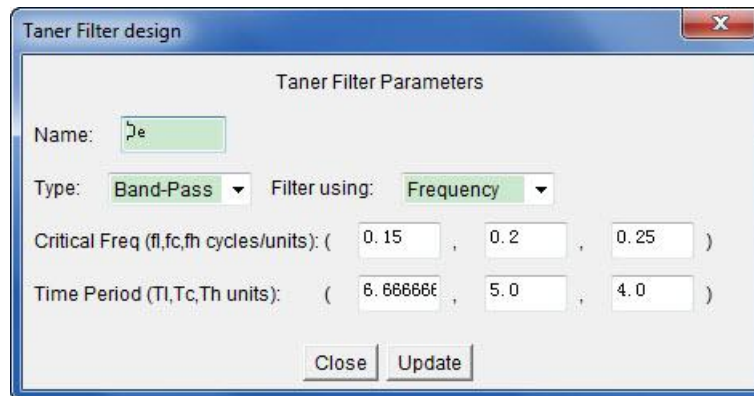 Taner Filter design
X
Taner Filter Parameters
Name:
Type: Band-Pass Filter using: Frequency
Critical Freq (fl,fc,fh cycles/units): ( 0.15 , 0.2 , 0.25 )
Time Period (Tl,Tc,Th units): ( 6.666666 , 5.0 , 4.0 )
Close Update